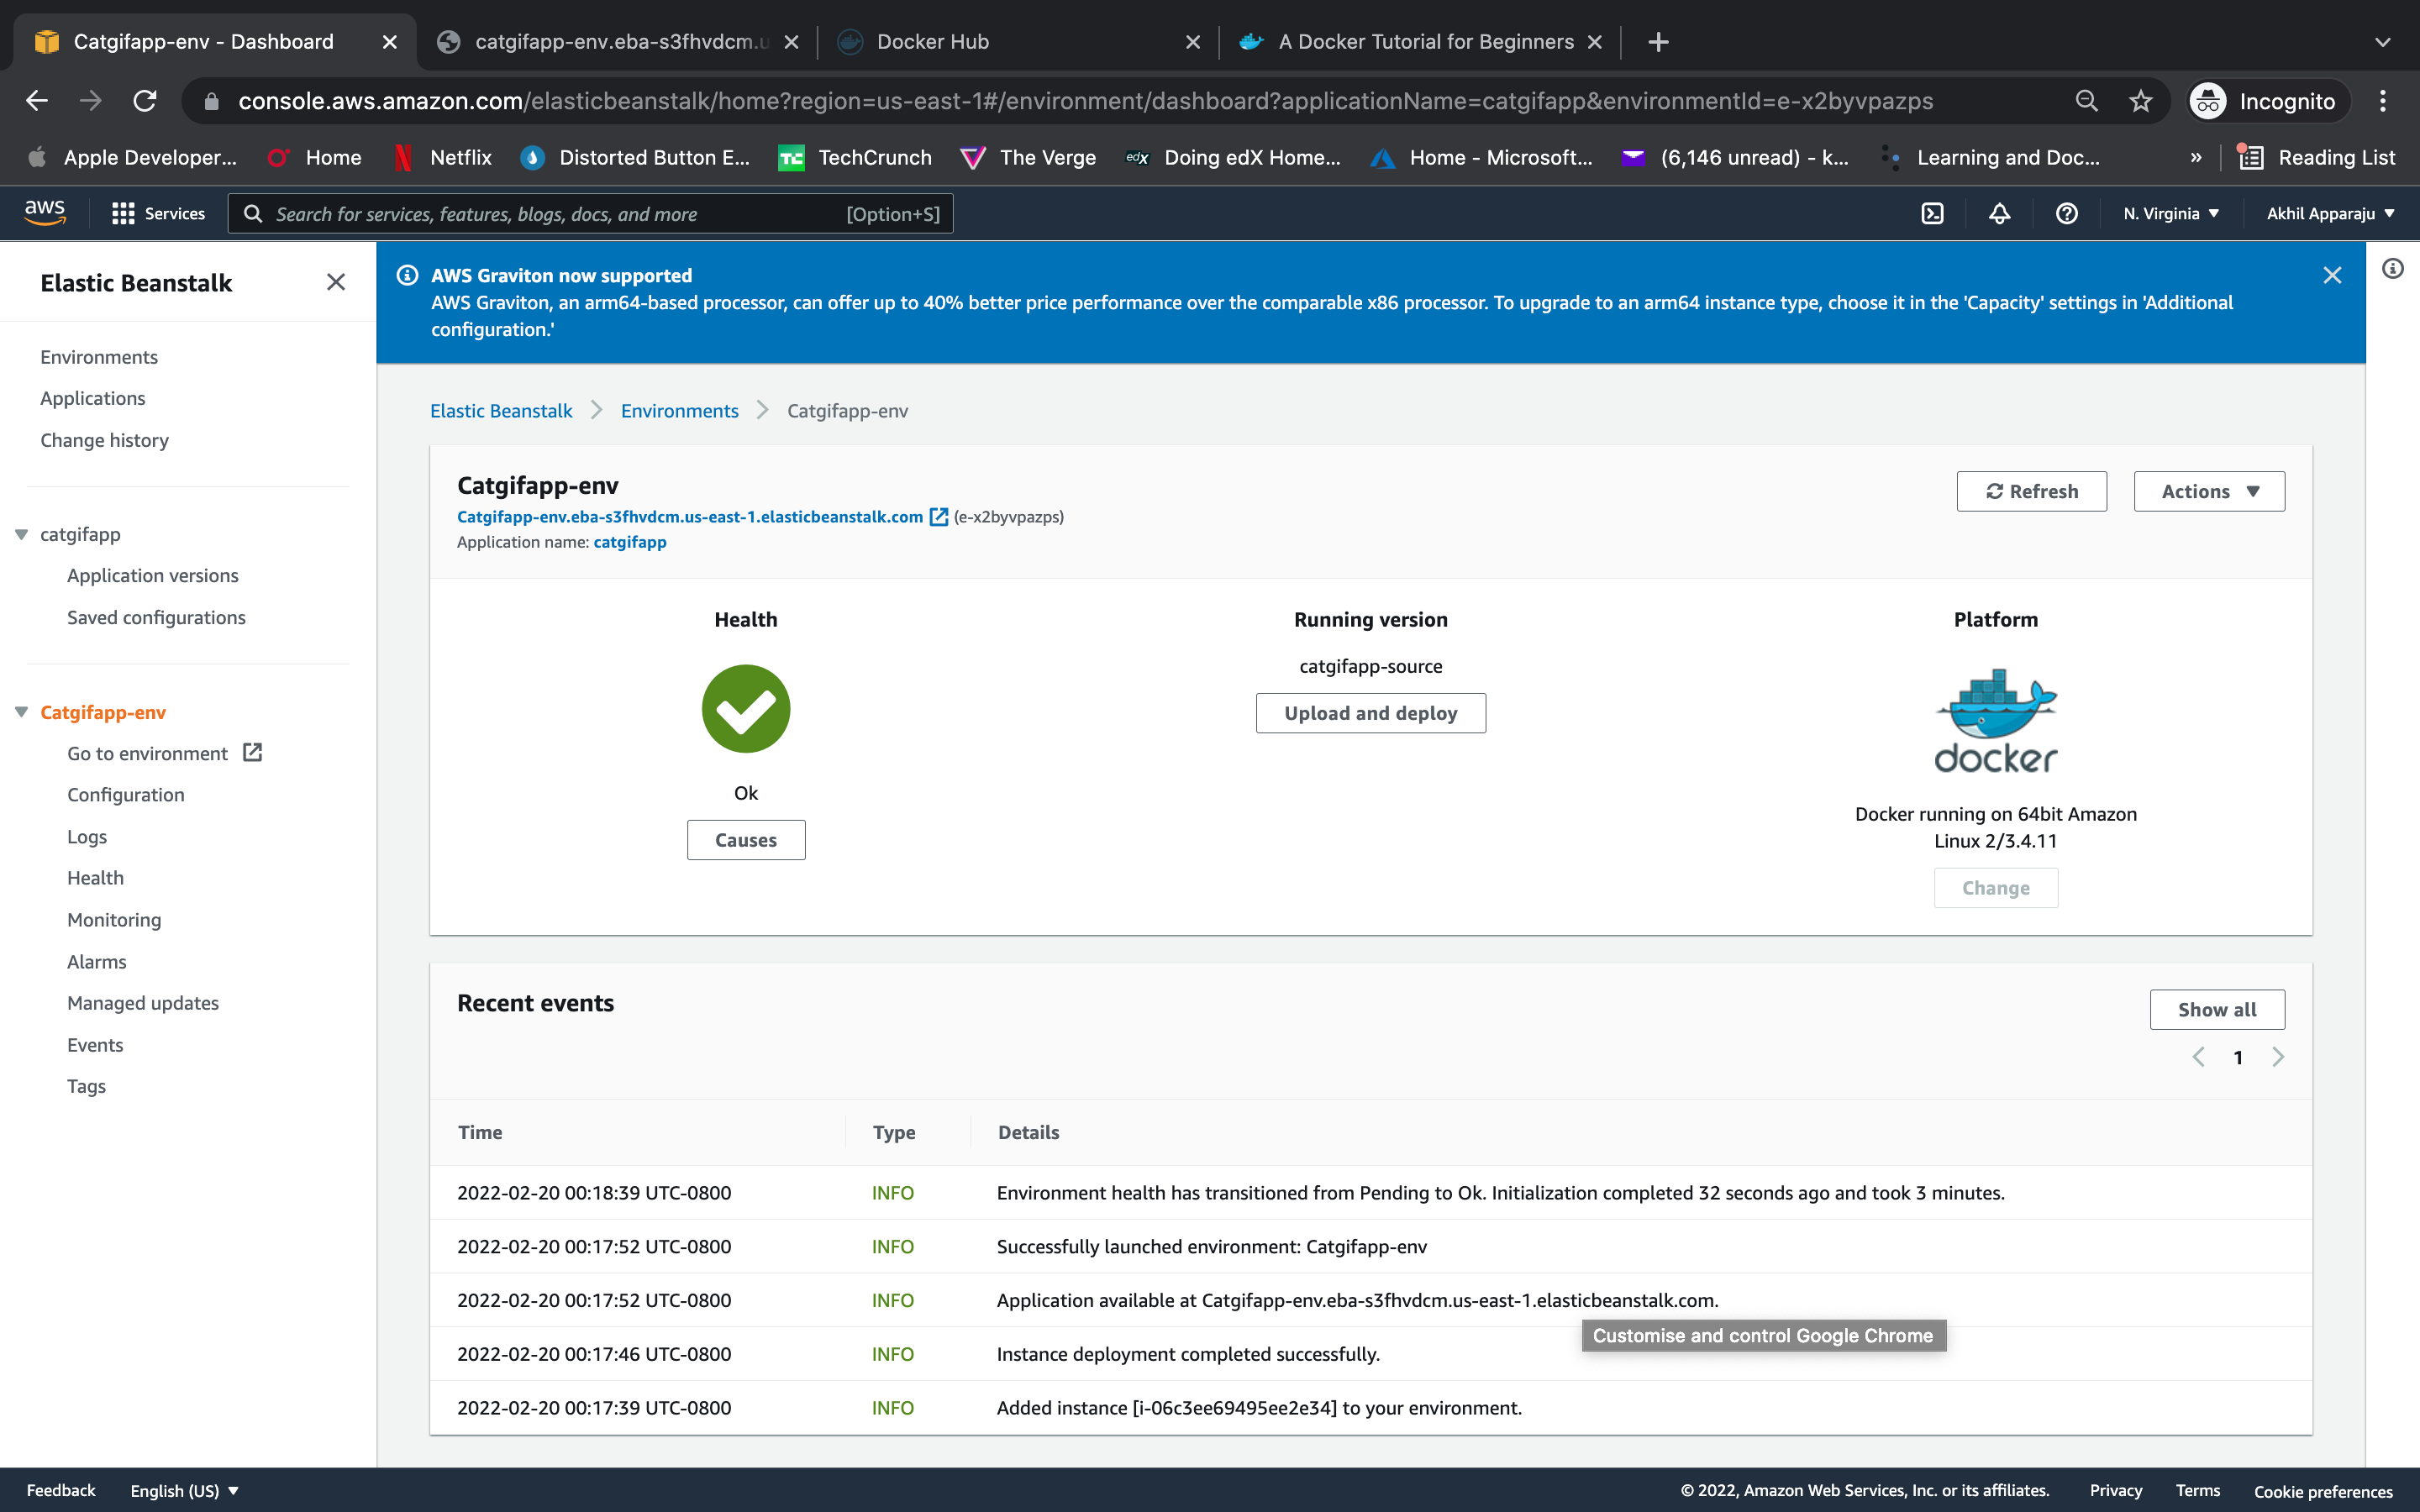 Catgifapp-env - Dashboard
catgifapp-env.eba-s3fhvdcm.u
Docker Hub
A Docker Tutorial for Beginners
console.aws.amazon.com/elasticbeanstalk/home?region=us-east-1#/environment/dashboard?applicationName=catgifapp&environmentId=e-x2byvpazps
Incognito
Apple Developer...
Home
Netflix
Distorted Button E...
TC
TechCrunch
The Verge
edX
Doing edX Home...
Home - Microsoft...
(6,146 unread) - k...
Learning and Doc...
»
Reading List
aws
Services
Search for services, features, blogs, docs, and more
[Option+S]
N. Virginia
Akhil Apparaju
Elastic Beanstalk
Environments
Applications
Change history
catgifapp
Application versions
Saved configurations
Catgifapp-env
Go to environment
Configuration
Logs
Health
Monitoring
Alarms
Managed updates
Events
Tags
AWS Graviton now supported
AWS Graviton, an arm64-based processor, can offer up to 40% better price performance over the comparable x86 processor. To upgrade to an arm64 instance type, choose it in the 'Capacity' settings in 'Additional
configuration.'
Elastic Beanstalk
Environments
Catgifapp-env
Catgifapp-env
Catgifapp-env.eba-s3fhvdcm.us-east-1.elasticbeanstalk.com (e-x2byvpazps)
Application name: catgifapp
Refresh
Actions
Health
Ok
Causes
Running version
catgifapp-source
Upload and deploy
Platform
docker
Docker running on 64bit Amazon
Linux 2/3.4.11
Change
Recent events
Show all
1
Time Type Details
2022-02-20 00:18:39 UTC-0800 INFO Environment health has transitioned from Pending to Ok. Initialization completed 32 seconds ago and took 3 minutes.
2022-02-20 00:17:52 UTC-0800 INFO Successfully launched environment: Catgifapp-env
2022-02-20 00:17:52 UTC-0800 INFO Application available at Catgifapp-env.eba-s3fhvdcm.us-east-1.elasticbeanstalk.com.
Customise and control Google Chrome
2022-02-20 00:17:46 UTC-0800 INFO Instance deployment completed successfully.
2022-02-20 00:17:39 UTC-0800 INFO Added instance [i-06c3ee69495ee2e34] to your environment.
Feedback
English (US)
© 2022, Amazon Web Services, Inc. or its affiliates.
Privacy
Terms
Cookie preferences